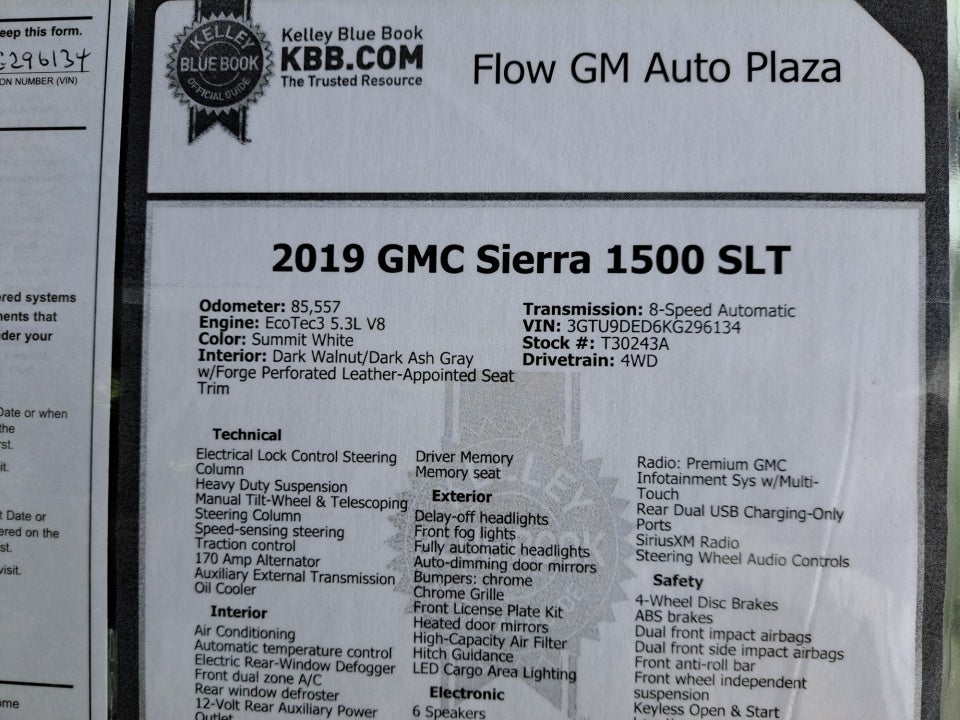 eep this form.
296134
ON NUMBER (VIN)
ered systems
nents that
der your
Date or when
the
rst.
it.
t Date or
ered on the
st.
visit.
ome
KELLEY
BLUE BOOK
OFFICIAL GUIDE
Kelley Blue Book
KBB.COM
The Trusted Resource
Flow GM Auto Plaza
2019 GMC Sierra 1500 SLT
Odometer: 85,557
Engine: EcoTec3 5.3L V8
Color: Summit White
Interior: Dark Walnut/Dark Ash Gray
w/Forge Perforated Leather-Appointed Seat
Trim
Transmission: 8-Speed Automatic
VIN: 3GTU9DED6KG296134
Stock #: T30243A
Drivetrain: 4WD
Technical
Electrical Lock Control Steering
Column
Heavy Duty Suspension
Manual Tilt-Wheel & Telescoping
Steering Column
Speed-sensing steering
Traction control
170 Amp Alternator
Auxiliary External Transmission
Oil Cooler
Interior
Air Conditioning
Automatic temperature control
Electric Rear-Window Defogger
Front dual zone A/C
Rear window defroster
12-Volt Rear Auxiliary Power
Outlet
Driver Memory
Memory seat
Exterior
Delay-off headlights
Front fog lights
Fully automatic headlights
Auto-dimming door mirrors
Bumpers: chrome
Chrome Grille
Front License Plate Kit
Heated door mirrors
High-Capacity Air Filter
Hitch Guidance
LED Cargo Area Lighting
Electronic
6 Speakers
Radio: Premium GMC
Infotainment Sys w/Multi-
Touch
Rear Dual USB Charging-Only
Ports
SiriusXM Radio
Steering Wheel Audio Controls
Safety
4-Wheel Disc Brakes
ABS brakes
Dual front impact airbags
Dual front side impact airbags
Front anti-roll bar
Front wheel independent
suspension
Keyless Open & Start